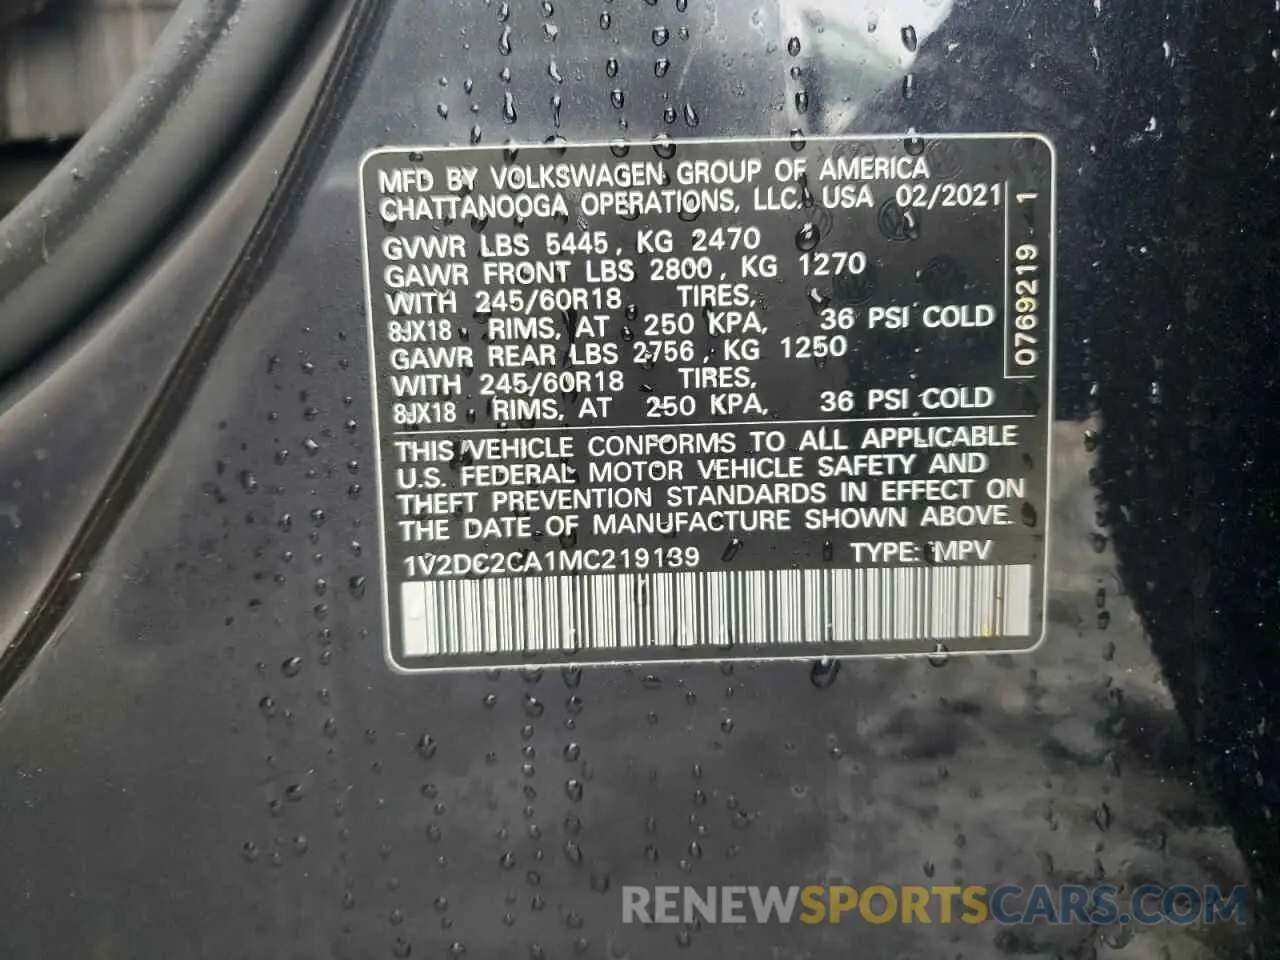 MFD BY VOLKSWAGEN GROUP OF AMERICA
CHATTANOOGA OPERATIONS, LLC, USA 02/2021
GVWR LBS 5445, KG 2470
GAWR FRONT LBS 2800, KG 1270
WITH 245/60R18 TIRES,
8JX18 RIMS, AT 250 KPA, 36 PSI COLD
GAWR REAR LBS 2756, KG 1250
WITH 245/60R18 TIRES,
8JX18 RIMS, AT 250 KPA, 36 PSI COLD
THIS VEHICLE CONFORMS TO ALL APPLICABLE
U.S. FEDERAL MOTOR VEHICLE SAFETY AND
THEFT PREVENTION STANDARDS IN EFFECT ON
THE DATE OF MANUFACTURE SHOWN ABOVE.
1V2DC2CA1MC219139 TYPE: MPV
0769219 1
RENEWSPORTSCARS.COM